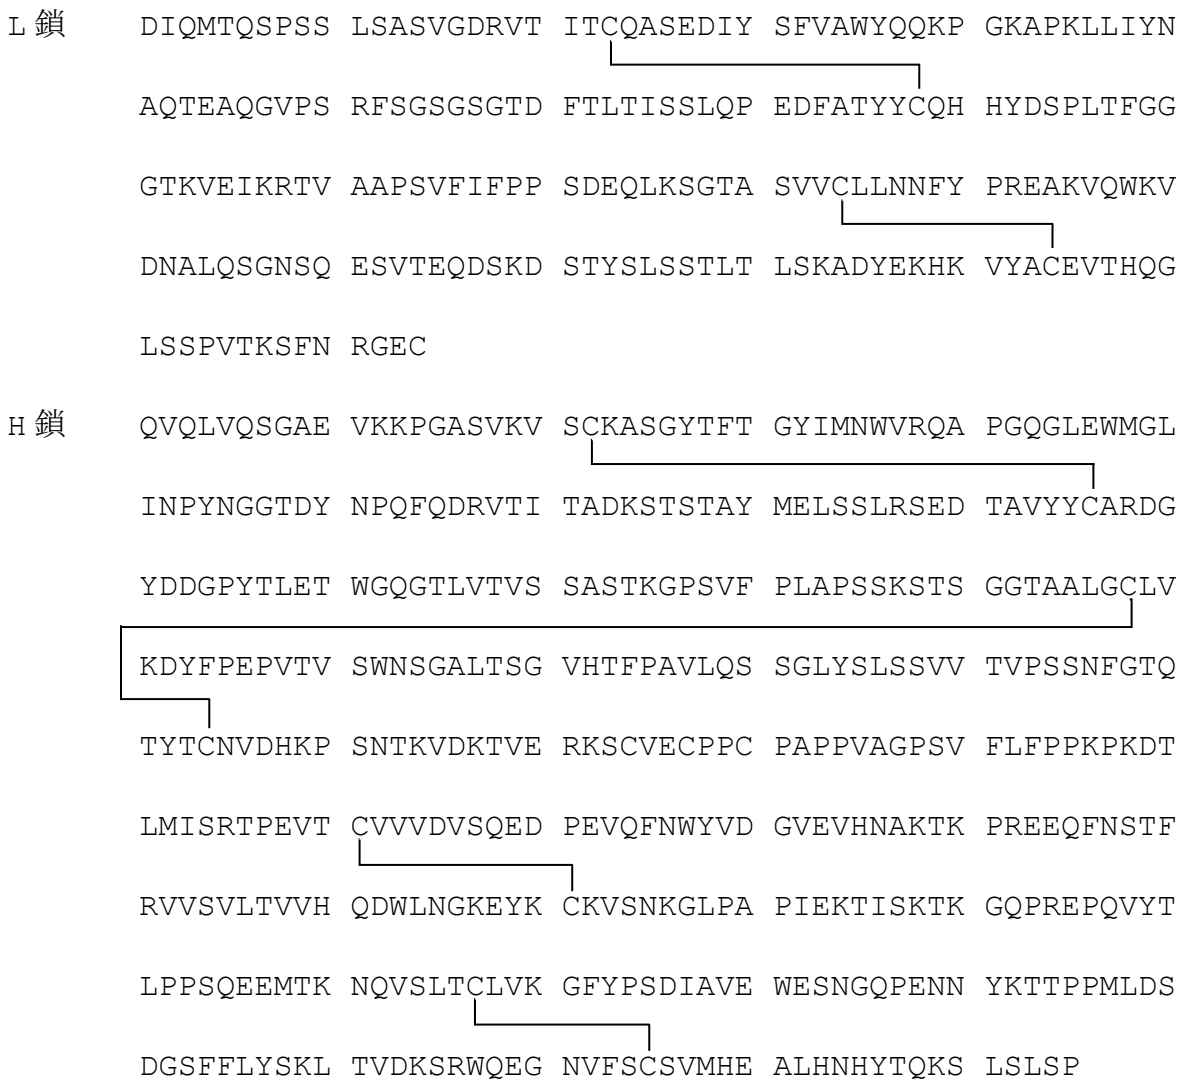 L 鎖 DIQMTQSPSS LSASVGDRVT ITCQASEDIY SFVAWYQQKP GKAPKLLIYN
AQTEAQGVPS RFSGSGSGTD FTLTISSLQP EDFATYYCQH HYDSPLTFGG
GTKVEIKRTV AAPSVFIFPP SDEQLKSGTA SVVCLLNNFY PREAKVQWKV
DNALQSGNSQ ESVTEQDSKD STYSLSSTLT LSKADYEKHK VYACEVTHQG
LSSPVTKSFN RGEC
H 鎖 QVQLVQSGAE VKKPGASVKV SCKASGYTFT GYIMNWVRQA PGQGLEWMGL
INPYNGGTDY NPQFQDRVTI TADKSTSTAY MELSSLRSED TAVYYCARDG
YDDGPYTLET WGQGTLVTVS SASTKGPSVF PLAPSSKSTS GGTAALGCLV
KDYFPEPVTV SWNSGALTSG VHTFPAVLQS SGLYSLSSVV TVPSSNFGTQ
TYTCNVDHKP SNTKVDKTVE RKSCVECPPC PAPPVAGPSV FLFPPKPKDT
LMISRTPEVT CVVVDVSQED PEVQFNWYVD GVEVHNAKTK PREEQFNSTF
RVVSVLTVVH QDWLNGKEYK CKVSNKGLPA PIEKTISKTK GQPREPQVYT
LPPSQEEMTK NQVSLTCLVK GFYPSDIAVE WESNGQPENN YKTTPPMLDS
DGSFFLYSKL TVDKSRWQEG NVFSCSVMHE ALHNHYTQKS LSLSP